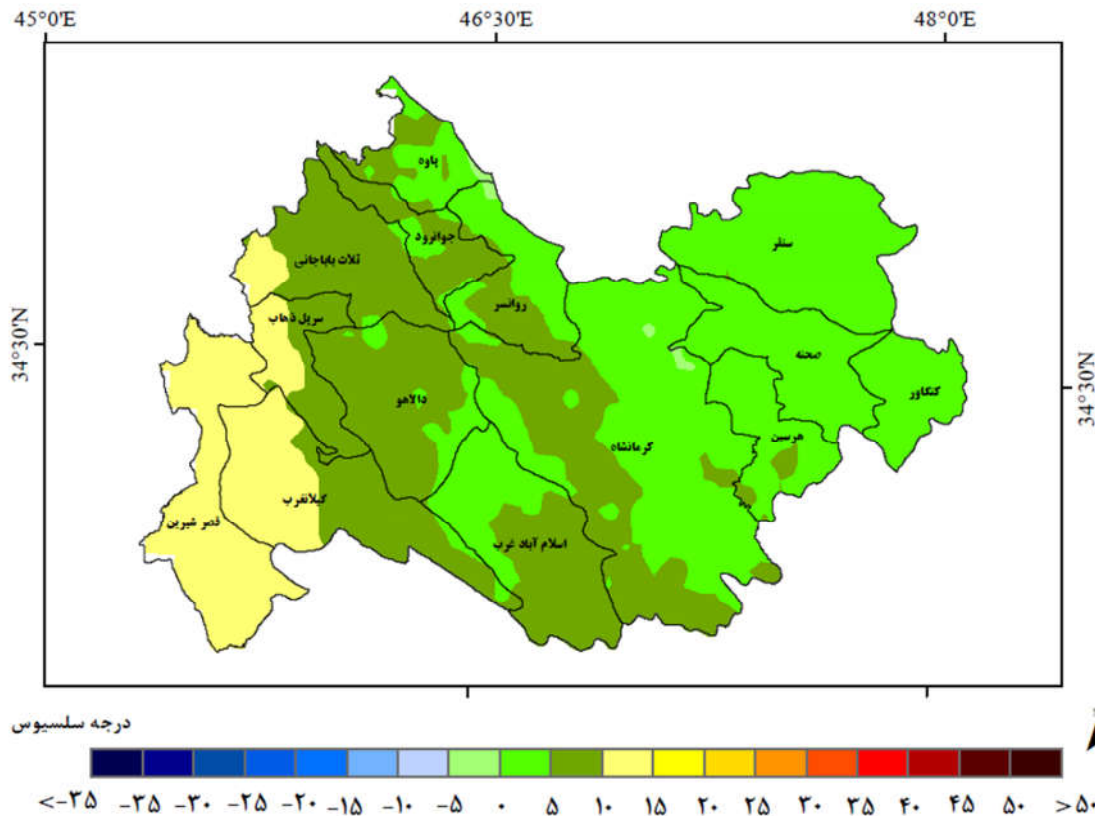 45°0'E 46°30'E 48°0'E
34°30'N
34°30'N
پاوه
جوانرود
ثلاث باباجانی
روانسر
سرپل ذهاب
سنقر
صحنه
کنگاور
دالاهو
هرسین
کرمانشاه
گیلانغرب
قصر شیرین
اسلام آباد غرب
درجه سلسیوس
<-۳۵ -۳۵ -۳۰ -۲۵ -۲۰ -۱۵ -۱۰ -۵ ۰ ۵ ۱۰ ۱۵ ۲۰ ۲۵ ۳۰ ۳۵ ۴۰ ۴۵ ۵۰ >۵۰